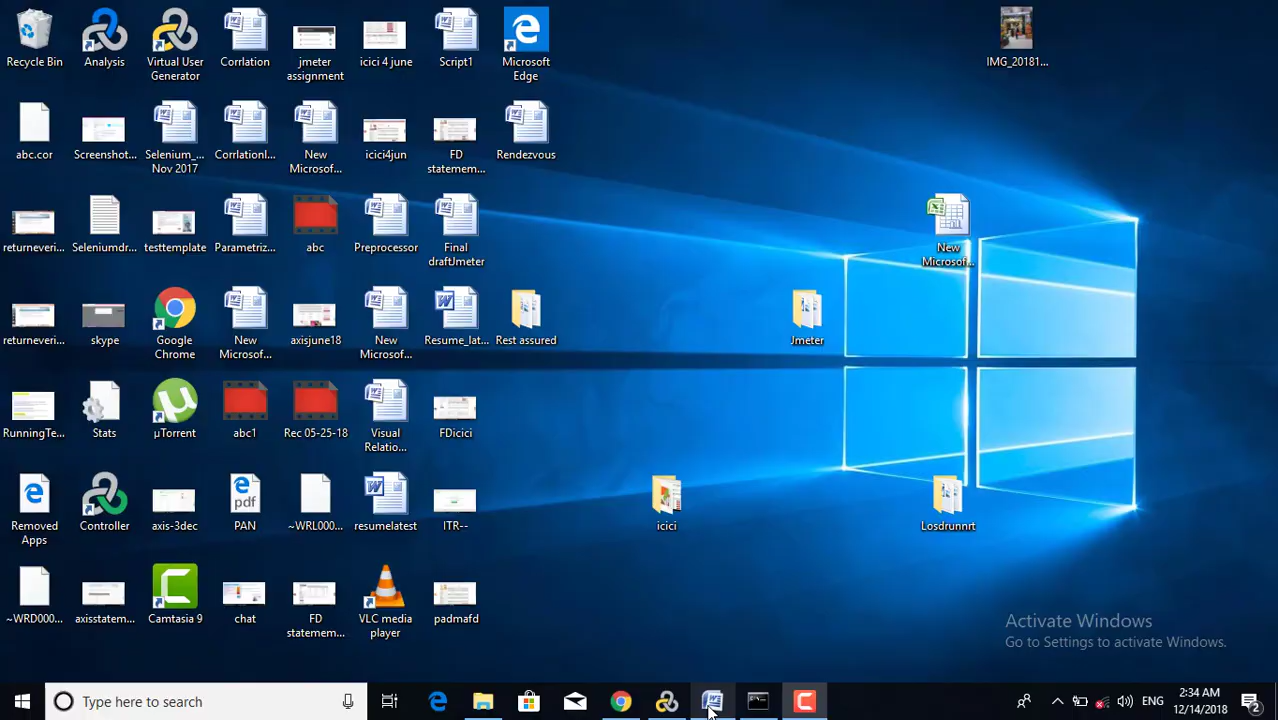 Recycle Bin
Analysis
Virtual User
Generator
Corrlation
jmeter
assignment
icici 4 june
Script1
Microsoft
Edge
IMG_20181...
abc.cor
Screenshot...
Selenium_...
Nov 2017
Corrlationl...
New
Microsof...
icici4jun
FD
statemem...
Rendezvous
returneveri...
Seleniumdr...
testtemplate
Parametriz...
abc
Preprocessor
Final
draftJmeter
New
Microsof...
returneveri...
skype
Google
Chrome
New
Microsof...
axisjune18
New
Microsof...
Resume_lat...
Rest assured
Jmeter
RunningTe...
Stats
µTorrent
abc1
Rec 05-25-18
Visual
Relatio...
FDicici
Removed
Apps
Controller
axis-3dec
PAN
~WRL000...
resumelatest
ITR--
icici
Losdrunnrt
~WRD000...
axisstatem...
Camtasia 9
chat
FD
statemem...
VLC media
player
padmafd
Activate Windows
Go to Settings to activate Windows.
Type here to search
ENG
2:34 AM
12/14/2018
2